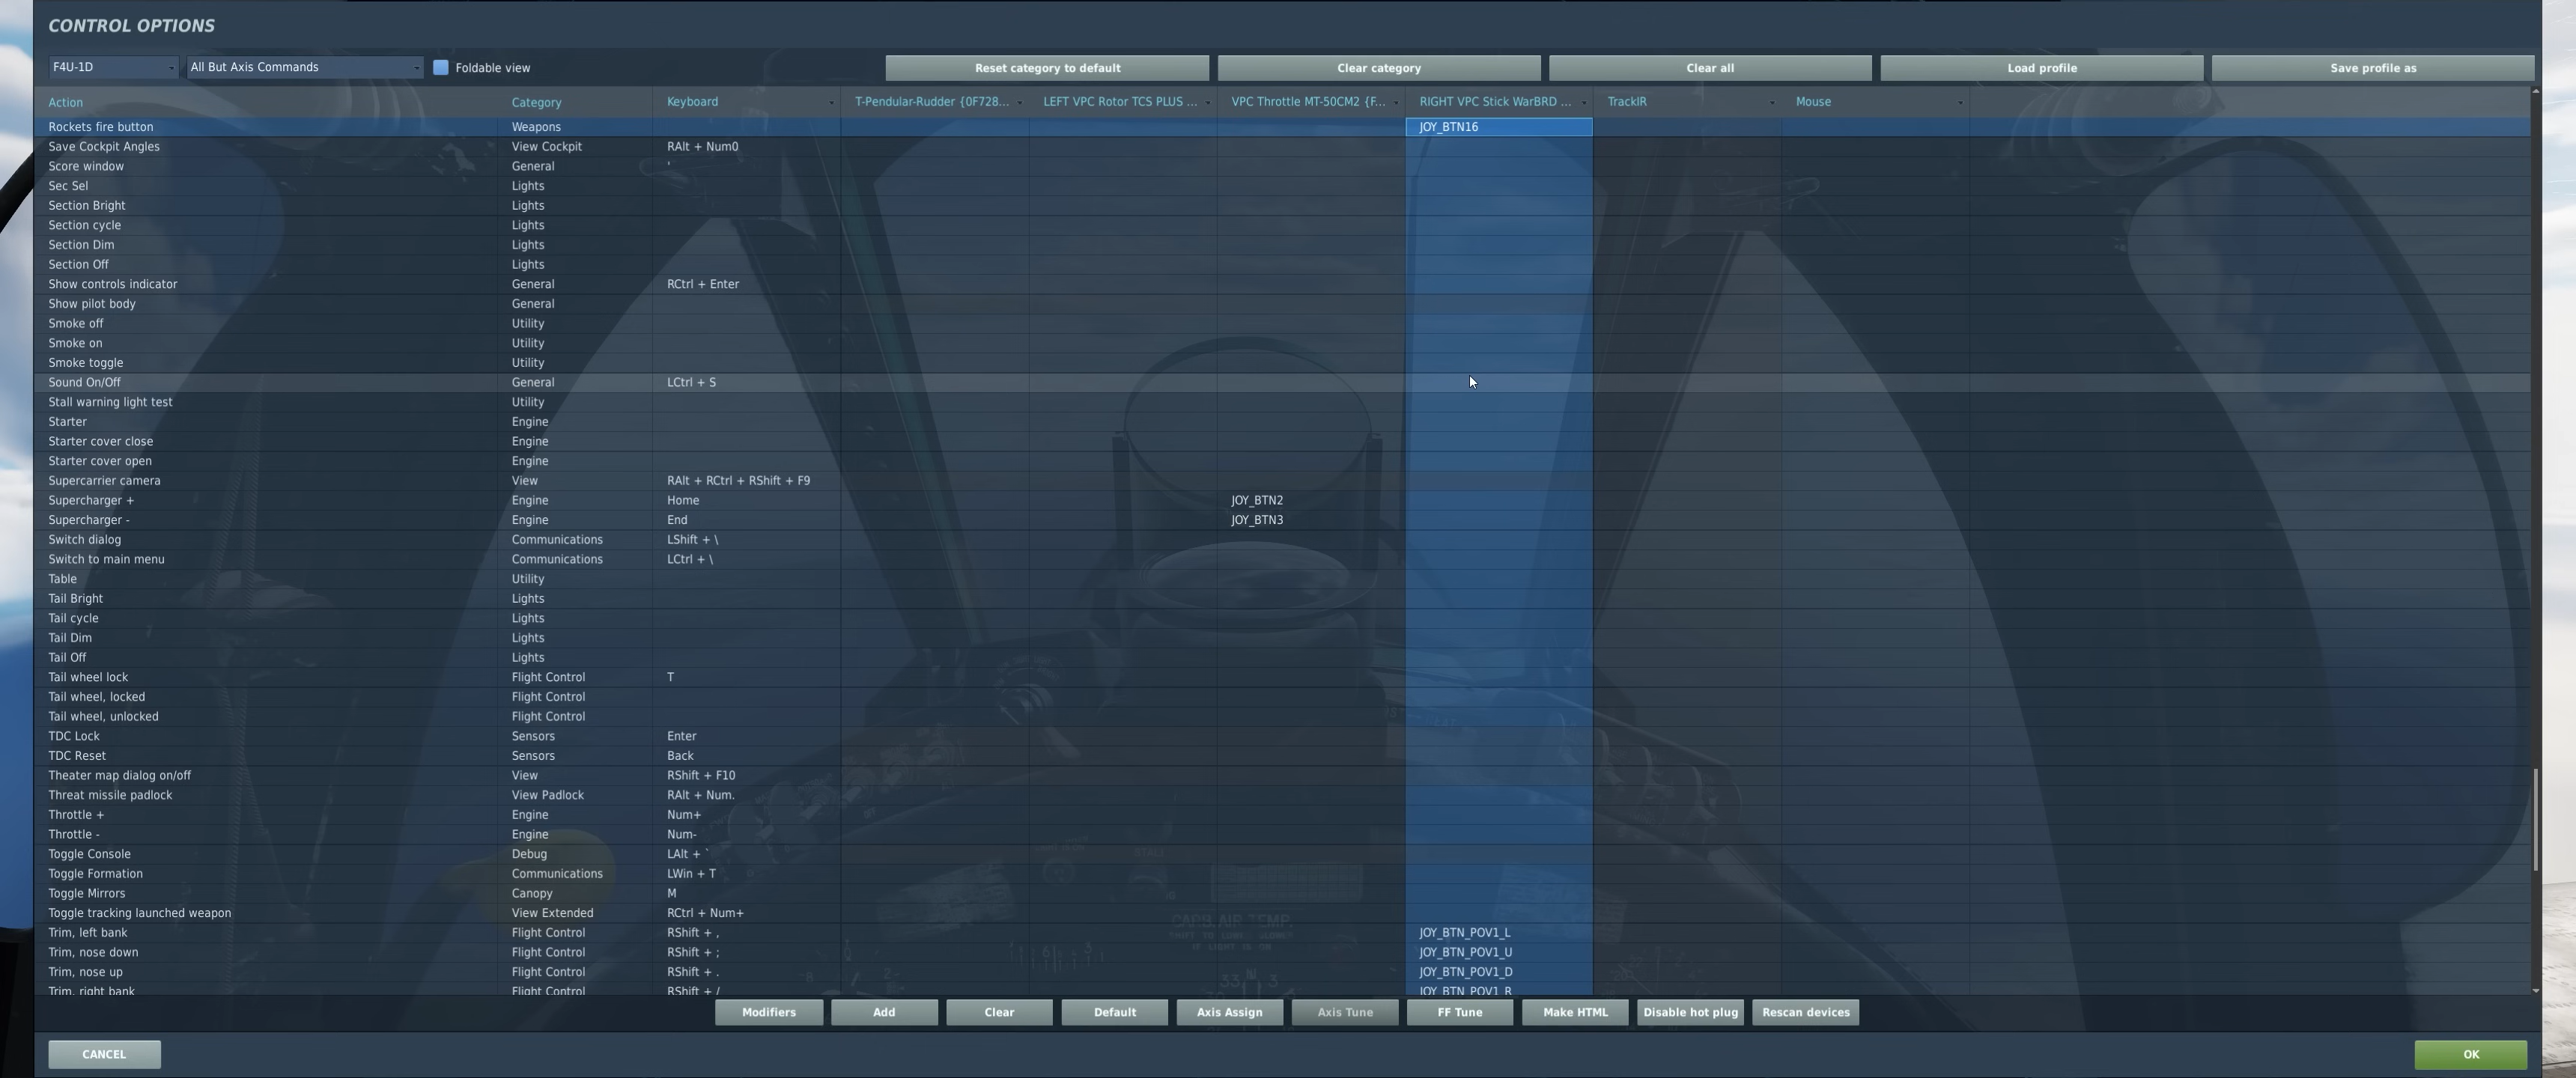 CONTROL OPTIONS
F4U-1D All But Axis Commands Foldable view Reset category to default Clear category Clear all Load profile Save profile as
Action Category Keyboard T-Pendular-Rudder {0F728... LEFT VPC Rotor TCS PLUS ... VPC Throttle MT-50CM2 {F... RIGHT VPC Stick WarBRD ... TrackIR Mouse
Rockets fire button Weapons JOY_BTN16
Save Cockpit Angles View Cockpit RAlt + Num0
Score window General '
Sec Sel Lights
Section Bright Lights
Section cycle Lights
Section Dim Lights
Section Off Lights
Show controls indicator General RCtrl + Enter
Show pilot body General
Smoke off Utility
Smoke on Utility
Smoke toggle Utility
Sound On/Off General LCtrl + S
Stall warning light test Utility
Starter Engine
Starter cover close Engine
Starter cover open Engine
Supercarrier camera View RAlt + RCtrl + RShift + F9
Supercharger + Engine Home JOY_BTN2
Supercharger - Engine End JOY_BTN3
Switch dialog Communications LShift + \
Switch to main menu Communications LCtrl + \
Table Utility
Tail Bright Lights
Tail cycle Lights
Tail Dim Lights
Tail Off Lights
Tail wheel lock Flight Control T
Tail wheel, locked Flight Control
Tail wheel, unlocked Flight Control
TDC Lock Sensors Enter
TDC Reset Sensors Back
Theater map dialog on/off View RShift + F10
Threat missile padlock View Padlock RAlt + Num.
Throttle + Engine Num+
Throttle - Engine Num-
Toggle Console Debug LAlt + `
Toggle Formation Communications LWin + T
Toggle Mirrors Canopy M
Toggle tracking launched weapon View Extended RCtrl + Num+
Trim, left bank Flight Control RShift + , JOY_BTN_POV1_L
Trim, nose down Flight Control RShift + ; JOY_BTN_POV1_U
Trim, nose up Flight Control RShift + . JOY_BTN_POV1_D
Trim, right bank Flight Control RShift + / JOY_BTN_POV1_R
CARB.AIR TEMP.
Modifiers Add Clear Default Axis Assign Axis Tune FF Tune Make HTML Disable hot plug Rescan devices
CANCEL OK